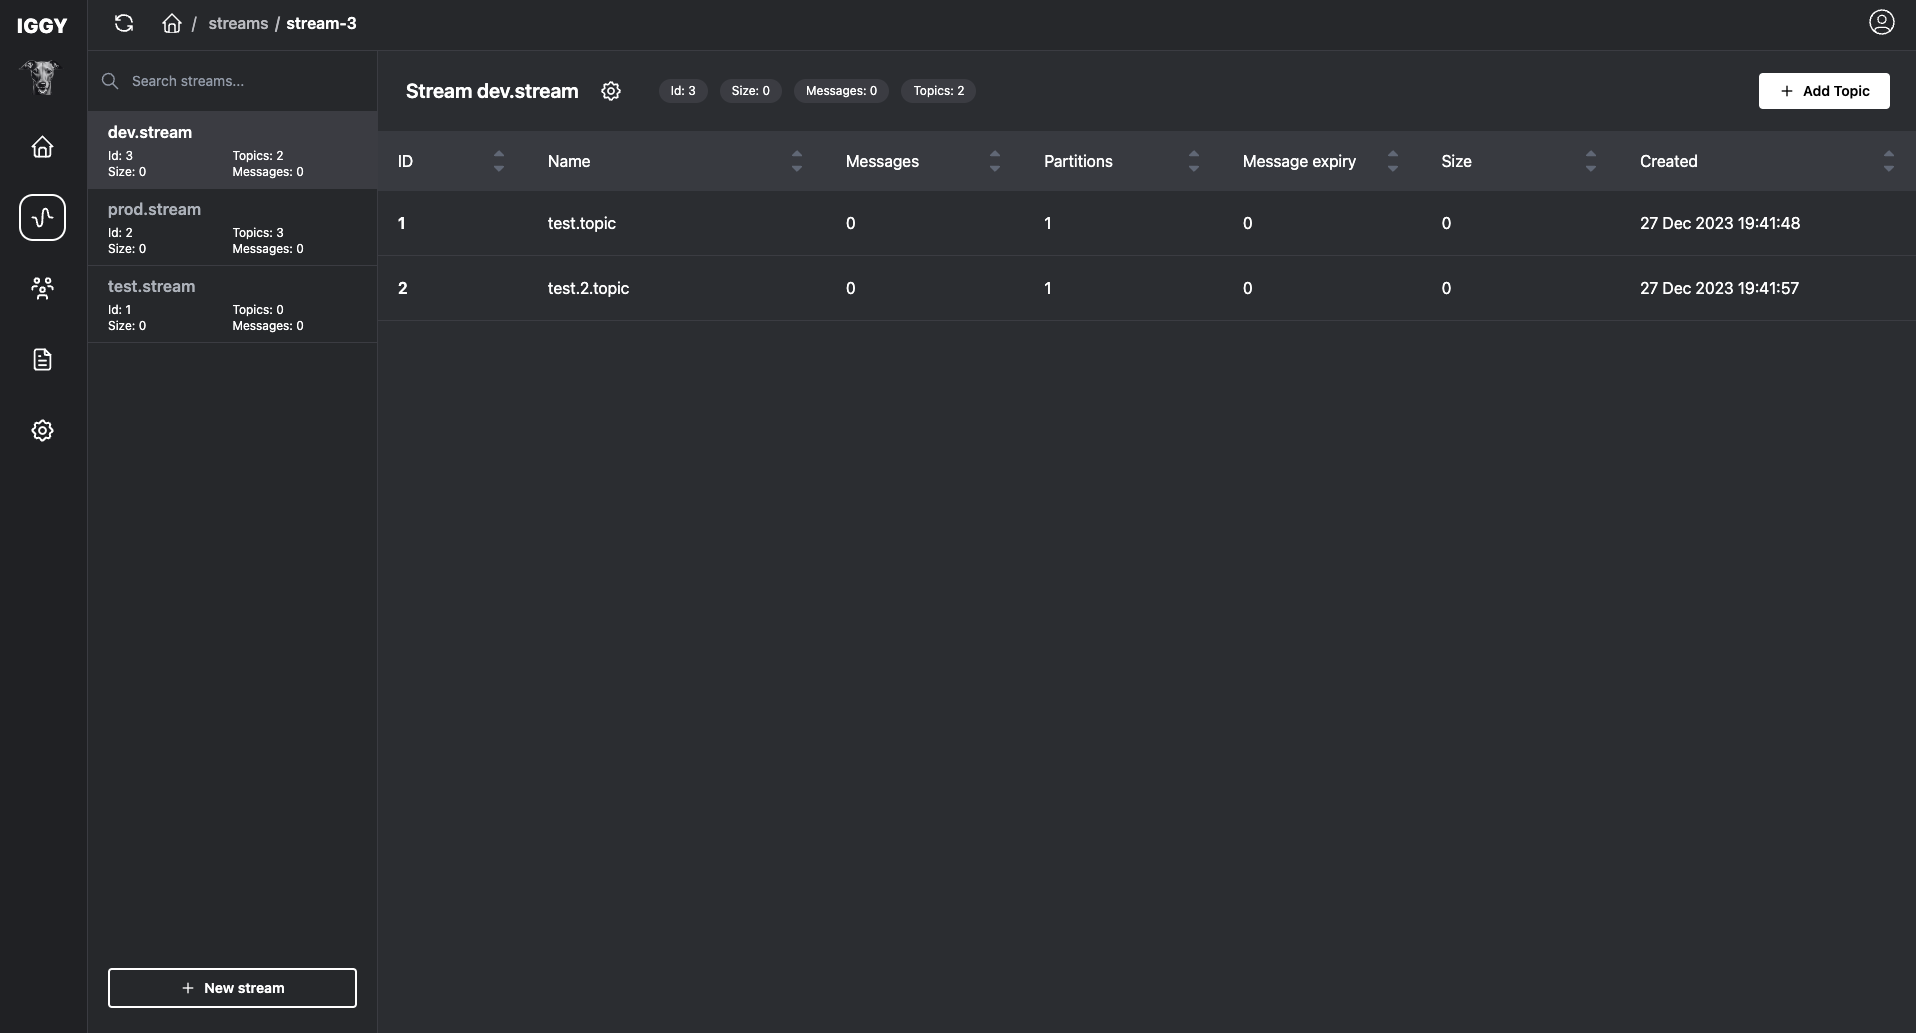 IGGY
/ streams / stream-3
Search streams...
dev.stream
Id: 3 Topics: 2
Size: 0 Messages: 0
prod.stream
Id: 2 Topics: 3
Size: 0 Messages: 0
test.stream
Id: 1 Topics: 0
Size: 0 Messages: 0
+ New stream
Stream dev.stream Id: 3 Size: 0 Messages: 0 Topics: 2 + Add Topic
ID Name Messages Partitions Message expiry Size Created
1 test.topic 0 1 0 0 27 Dec 2023 19:41:48
2 test.2.topic 0 1 0 0 27 Dec 2023 19:41:57